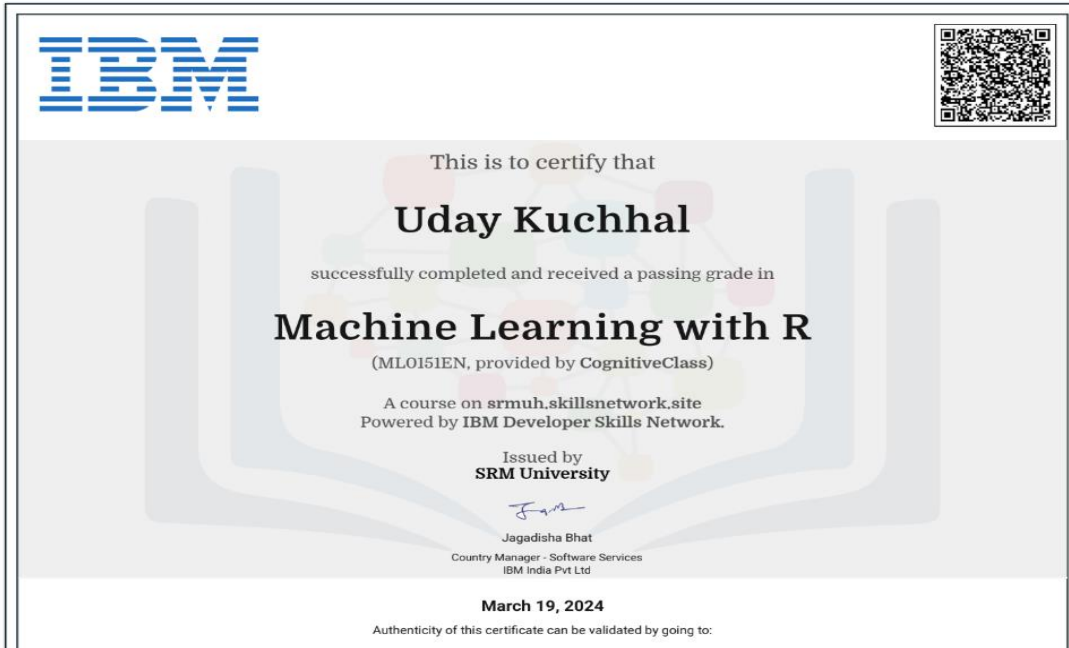 IBM
This is to certify that
Uday Kuchhal
successfully completed and received a passing grade in
Machine Learning with R
(ML0151EN, provided by CognitiveClass)
A course on srmuh.skillsnetwork.site
Powered by IBM Developer Skills Network.
Issued by
SRM University
Jagadisha Bhat
Country Manager - Software Services
IBM India Pvt Ltd
March 19, 2024
Authenticity of this certificate can be validated by going to: